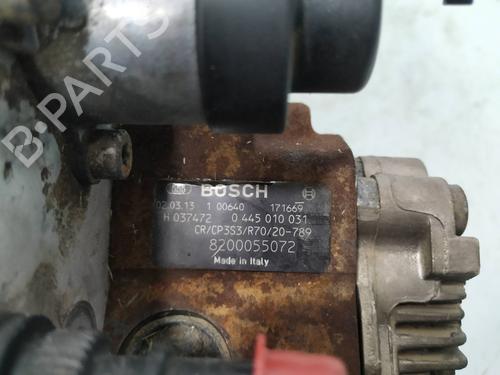 B-PARTS
BOSCH
02.03.13 1 00640 171669
H 037472 0 445 010 031
CR/CP3S3/R70/20-789
8200055072
Made in Italy